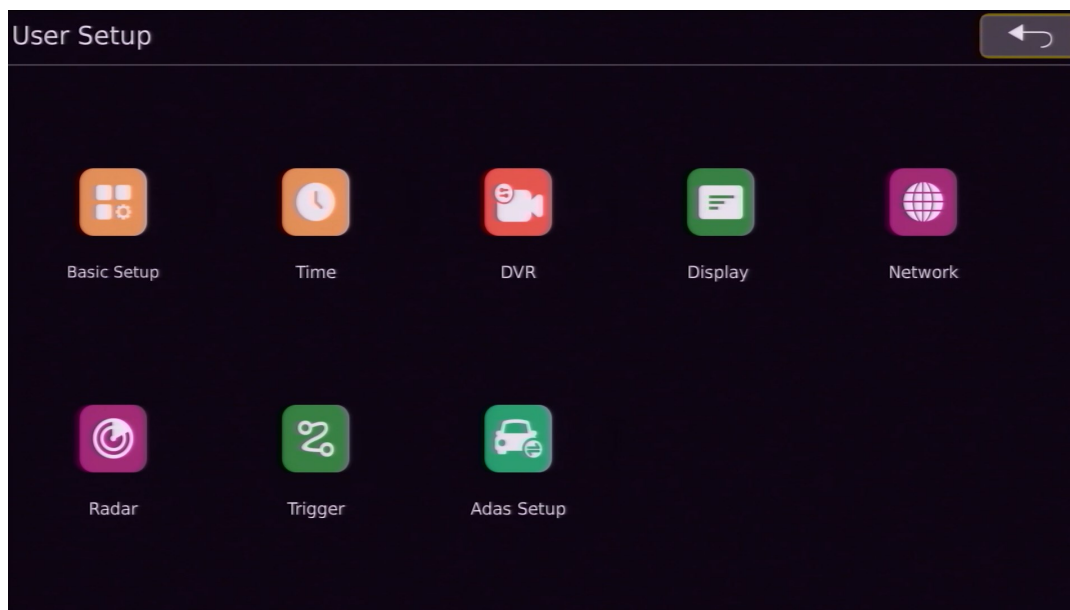 User Setup
Basic Setup
Time
DVR
Display
Network
Radar
Trigger
Adas Setup